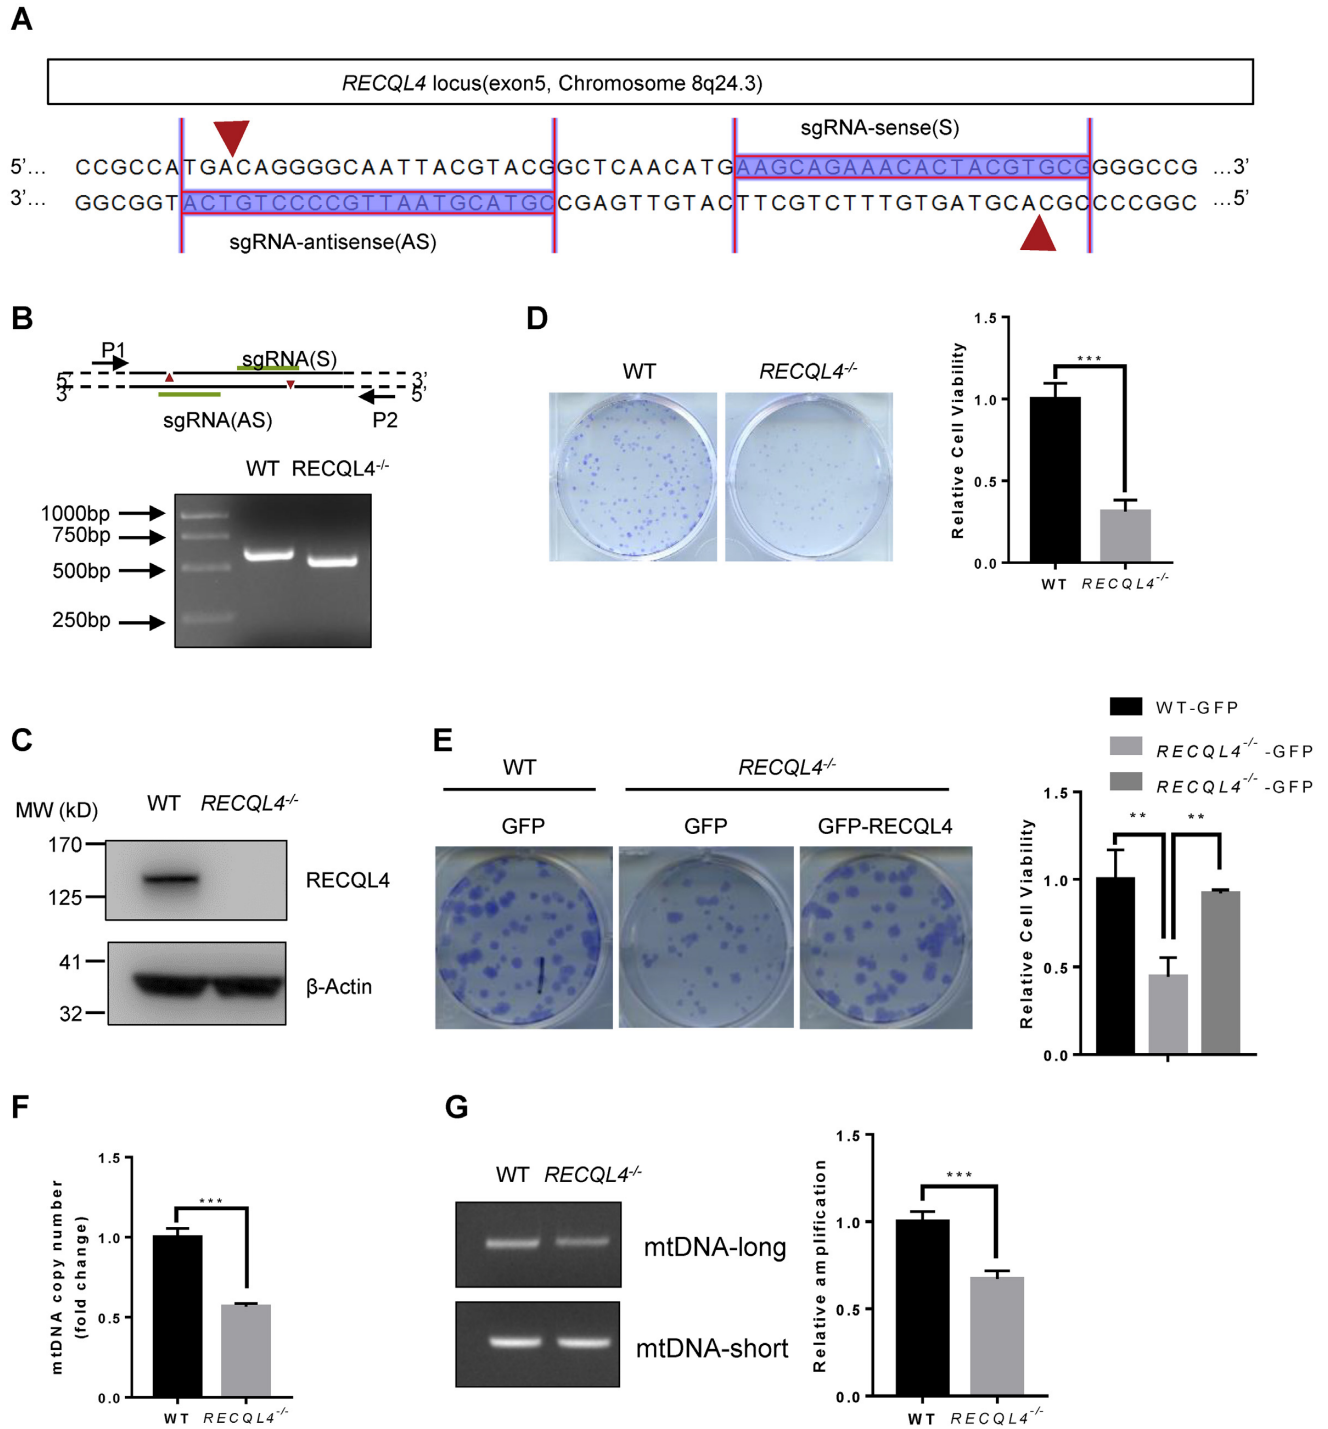 A
RECQL4 locus(exon5, Chromosome 8q24.3)
sgRNA-sense(S)
5'... CCGCCATGACAGGGGCAATTACGTACGGCTCAACATGAAGCAGAAACACTACGTGCGGGGCCG ...3'
3'... GGCGGTACTGTCCCCGTTAATGCATGCCGAGTTGTACTTCGTCTTTGTGATGCACGCCCCGGC ...5'
sgRNA-antisense(AS)
B
P1
sgRNA(S)
5' 3'
3' 5'
sgRNA(AS)
P2
WT RECQL4-/-
1000bp
750bp
500bp
250bp
D
WT RECQL4-/-
Relative Cell Viability
1.5
1.0
0.5
0.0
***
WT RECQL4-/-
C
MW (kD)
WT RECQL4-/-
170
125
RECQL4
41
32
β-Actin
E
WT RECQL4-/-
GFP GFP GFP-RECQL4
WT-GFP
RECQL4-/- -GFP
RECQL4-/- -GFP
Relative Cell Viability
1.5
1.0
0.5
0.0
** **
F
mtDNA copy number
(fold change)
1.5
1.0
0.5
0.0
***
WT RECQL4-/-
G
WT RECQL4-/-
mtDNA-long
mtDNA-short
Relative amplification
1.5
1.0
0.5
0.0
***
WT RECQL4-/-